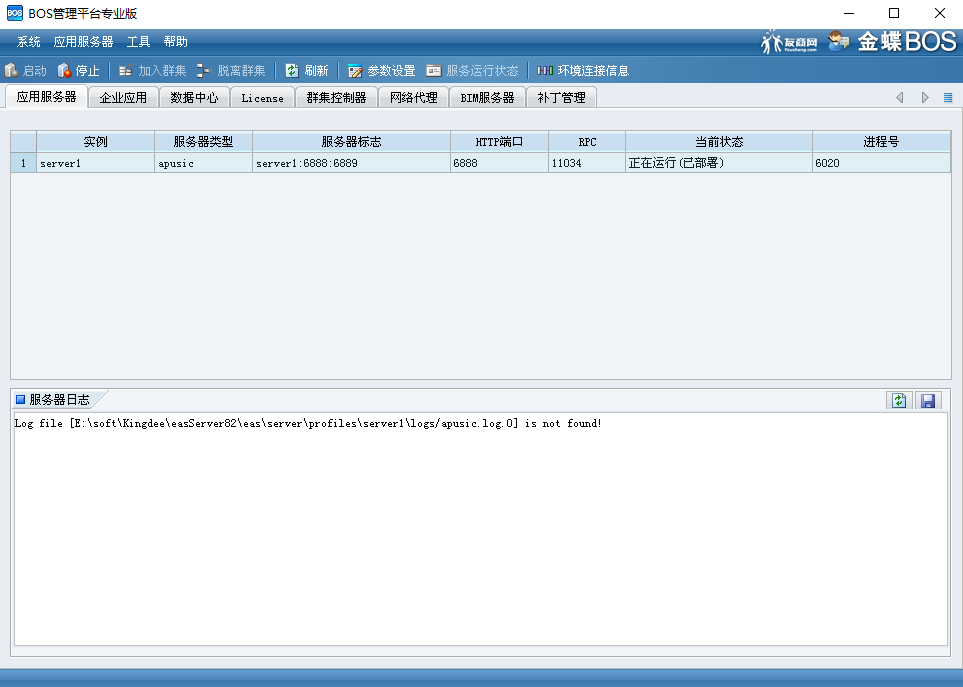 BOS BOS管理平台专业版
系统 应用服务器 工具 帮助 友商网 Youshang.com 金蝶BOS
启动 停止 加入群集 脱离群集 刷新 参数设置 服务运行状态 环境连接信息
应用服务器 企业应用 数据中心 License 群集控制器 网络代理 BIM服务器 补丁管理
实例 服务器类型 服务器标志 HTTP端口 RPC 当前状态 进程号
1 server1 apusic server1:6888:6889 6888 11034 正在运行(已部署) 6020
服务器日志
Log file [E:\soft\Kingdee\easServer82\eas\server\profiles\server1\logs/apusic.log.0] is not found!